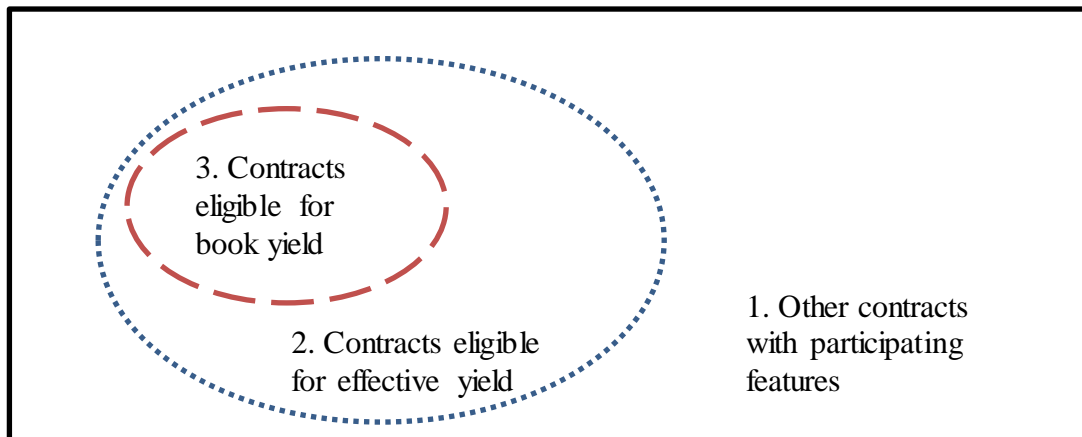 3. Contracts
eligible for
book yield
2. Contracts eligible
for effective yield
1. Other contracts
with participating
features